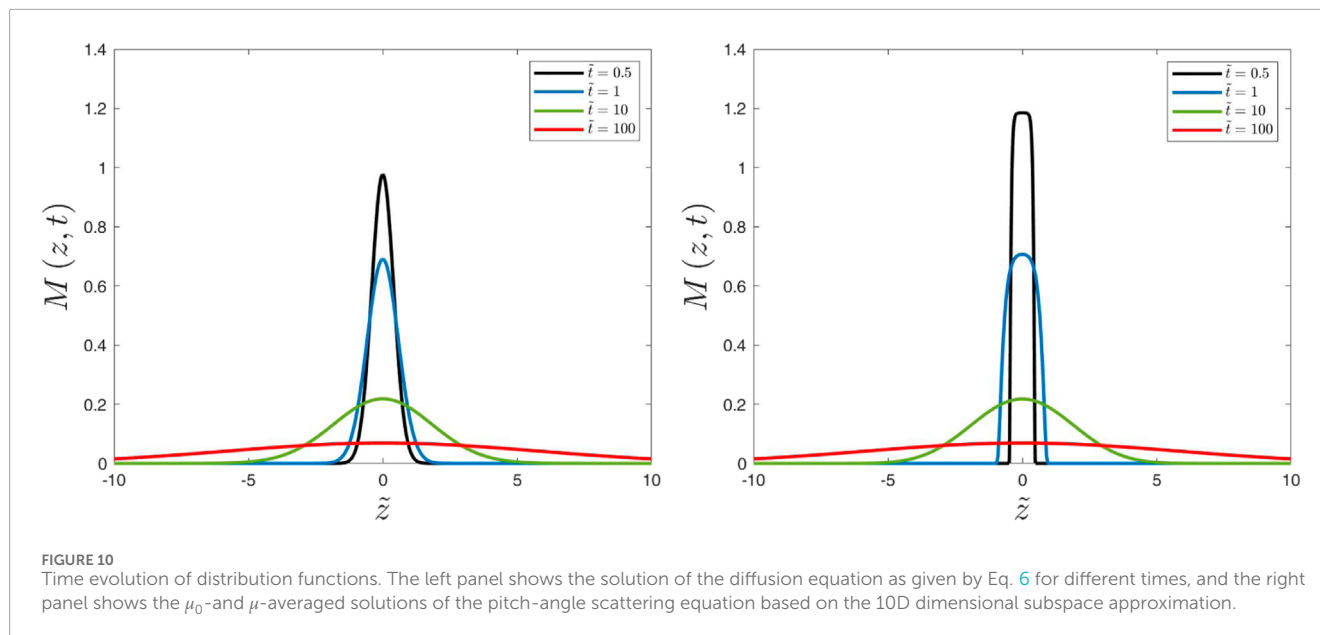 1.4
1.2
1
0.8
0.6
0.4
0.2
0
-10
-5
0
5
10
M (z, t)
z̃
t̃ = 0.5
t̃ = 1
t̃ = 10
t̃ = 100
1.4
1.2
1
0.8
0.6
0.4
0.2
0
-10
-5
0
5
10
M (z, t)
z̃
t̃ = 0.5
t̃ = 1
t̃ = 10
t̃ = 100
FIGURE 10
Time evolution of distribution functions. The left panel shows the solution of the diffusion equation as given by Eq. 6 for different times, and the right
panel shows the μ₀-and μ-averaged solutions of the pitch-angle scattering equation based on the 10D dimensional subspace approximation.